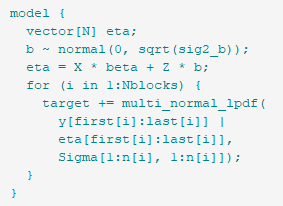 model {
  vector[N] eta;
  b ~ normal(0, sqrt(sig2_b));
  eta = X * beta + Z * b;
  for (i in 1:Nblocks) {
    target += multi_normal_lpdf(
      y[first[i]:last[i]] |
      eta[first[i]:last[i]],
      Sigma[1:n[i], 1:n[i]]);
  }
}